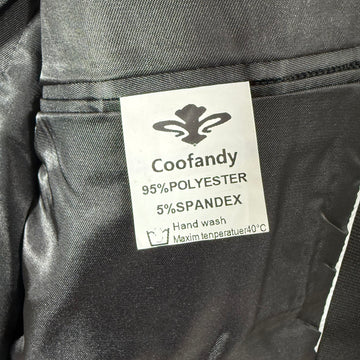 Coofandy
95%POLYESTER
5%SPANDEX
Hand wash
Maxim tenperatuer40°C